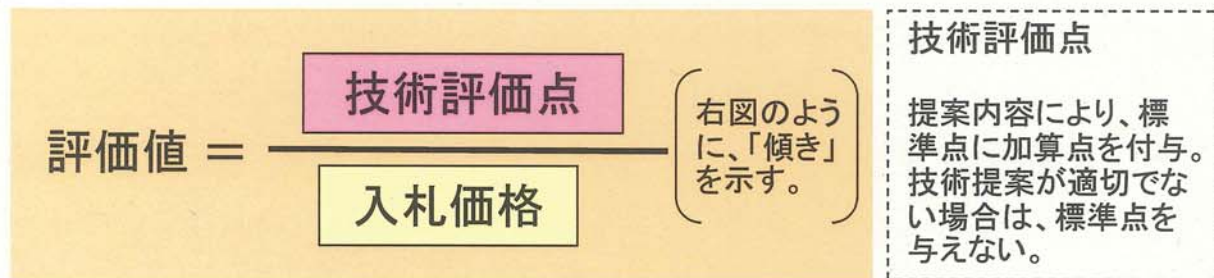 評価値 =
技術評価点
入札価格
右図のよう
に、「傾き」
を示す。
技術評価点
提案内容により、標
準点に加算点を付与。
技術提案が適切でな
い場合は、標準点を
与えない。